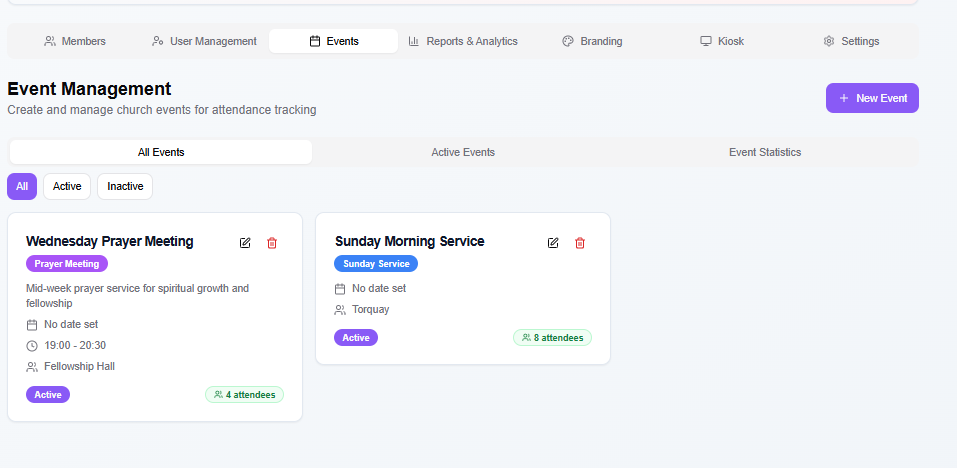 Members
User Management
Events
Reports & Analytics
Branding
Kiosk
Settings
Event Management
Create and manage church events for attendance tracking
New Event
All Events
Active Events
Event Statistics
All
Active
Inactive
Wednesday Prayer Meeting
Prayer Meeting
Mid-week prayer service for spiritual growth and
fellowship
No date set
19:00 - 20:30
Fellowship Hall
Active
4 attendees
Sunday Morning Service
Sunday Service
No date set
Torquay
Active
8 attendees